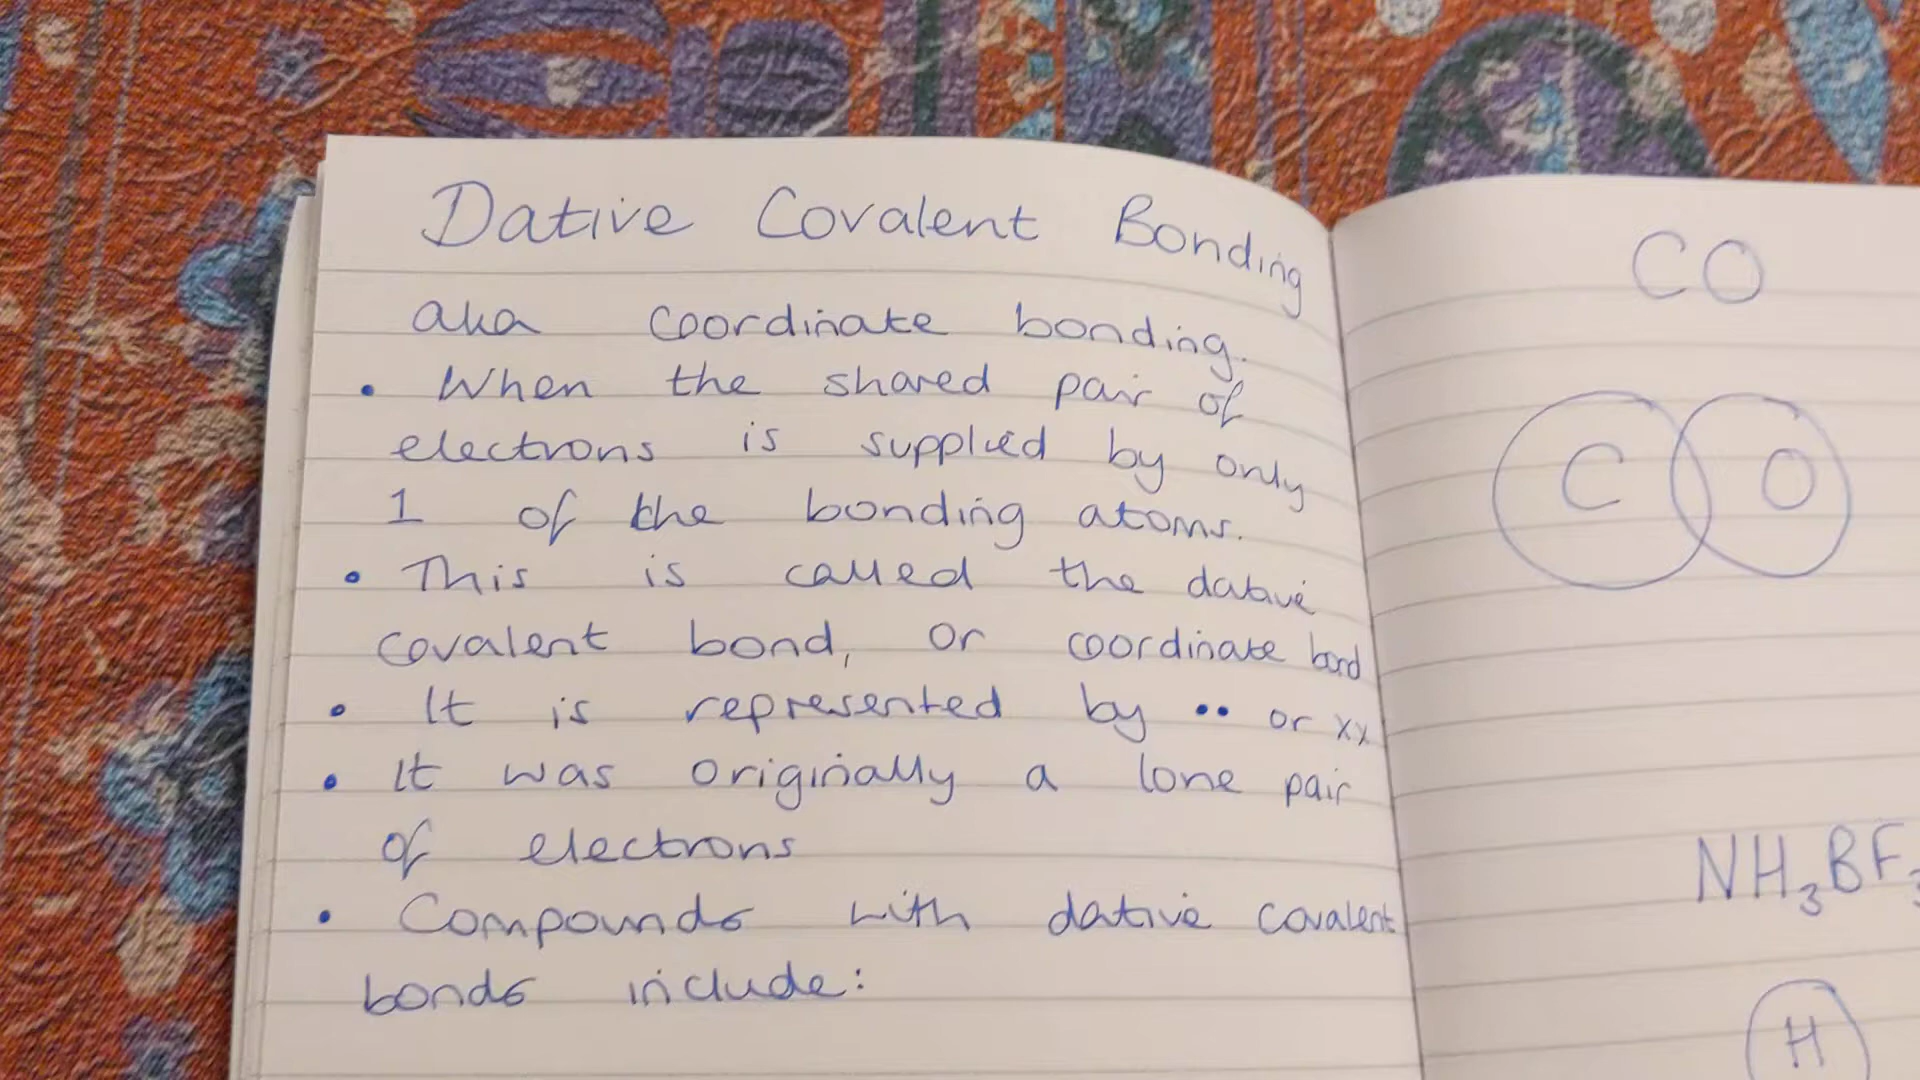 Dative Covalent Bonding
aka coordinate bonding.
• When the shared pair of
electrons is supplied by only
1 of the bonding atoms.
• This is called the dative
covalent bond, or coordinate bond
• It is represented by •• or xx
• It was originally a lone pair
of electrons
• Compounds with dative covalent
bonds include:
CO
C O
NH₃BF₃
H